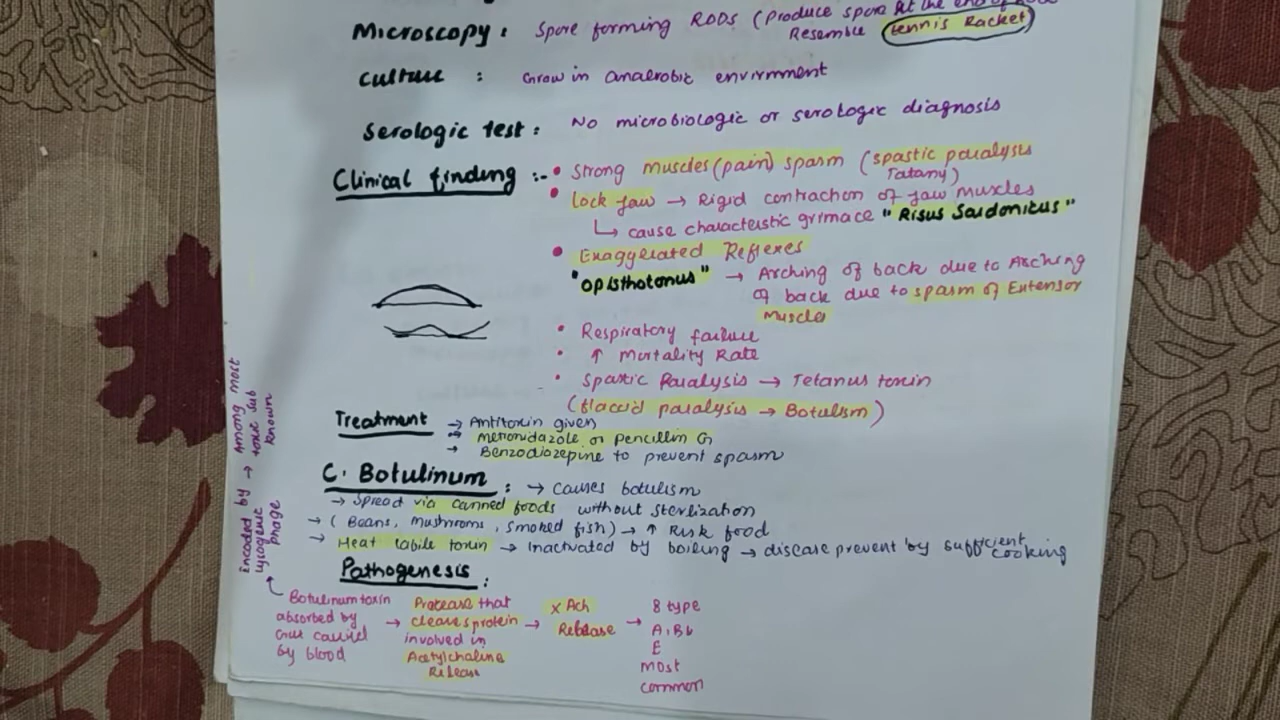 Microscopy : Spore forming RODs (Produce spore at the end of
Resemble tennis Racket)
Culture : Grow in anaerobic envirnment
Serologic test : No microbiologic or serologic diagnosis
Clinical finding :- • Strong muscles (pain) spasm (spastic paralysis
Tatany)
• Lock Jaw → Rigid contraction of Jaw Muscles
↳ cause characteristic grimace "Risus Sardonicus"
• Exaggerated Reflexes
"Opisthotonus" → Arching of back due to Arching
of back due to spasm of Extensor
Muscles
• Respiratory failure
• ↑ Mortality Rate
• Spastic Paralysis → Tetanus toxin
(flaccid paralysis → Botulism)
Treatment → Antitoxin given
→ Metronidazole or Pencillin G
→ Benzodiozepine to prevent spasm
C. Botulinum : → Causes botulism
→ Spread via canned foods without sterlization
→ (Beans, Mushrooms, Smoked fish) → ↑ Risk food
→ Heat labile toxin → Inactivated by boiling → disease prevent by sufficient
cooking
Pathogenesis :
Botulinum toxin
absorbed by
Gut carried
by blood
→ Protease that
cleaves protein
involved in
Acetylcholine
Release
→ x Ach
Release
→ 8 type
A, B &
E
Most
common
Encoded by → Among most
lysogenic toxic sub
phage known